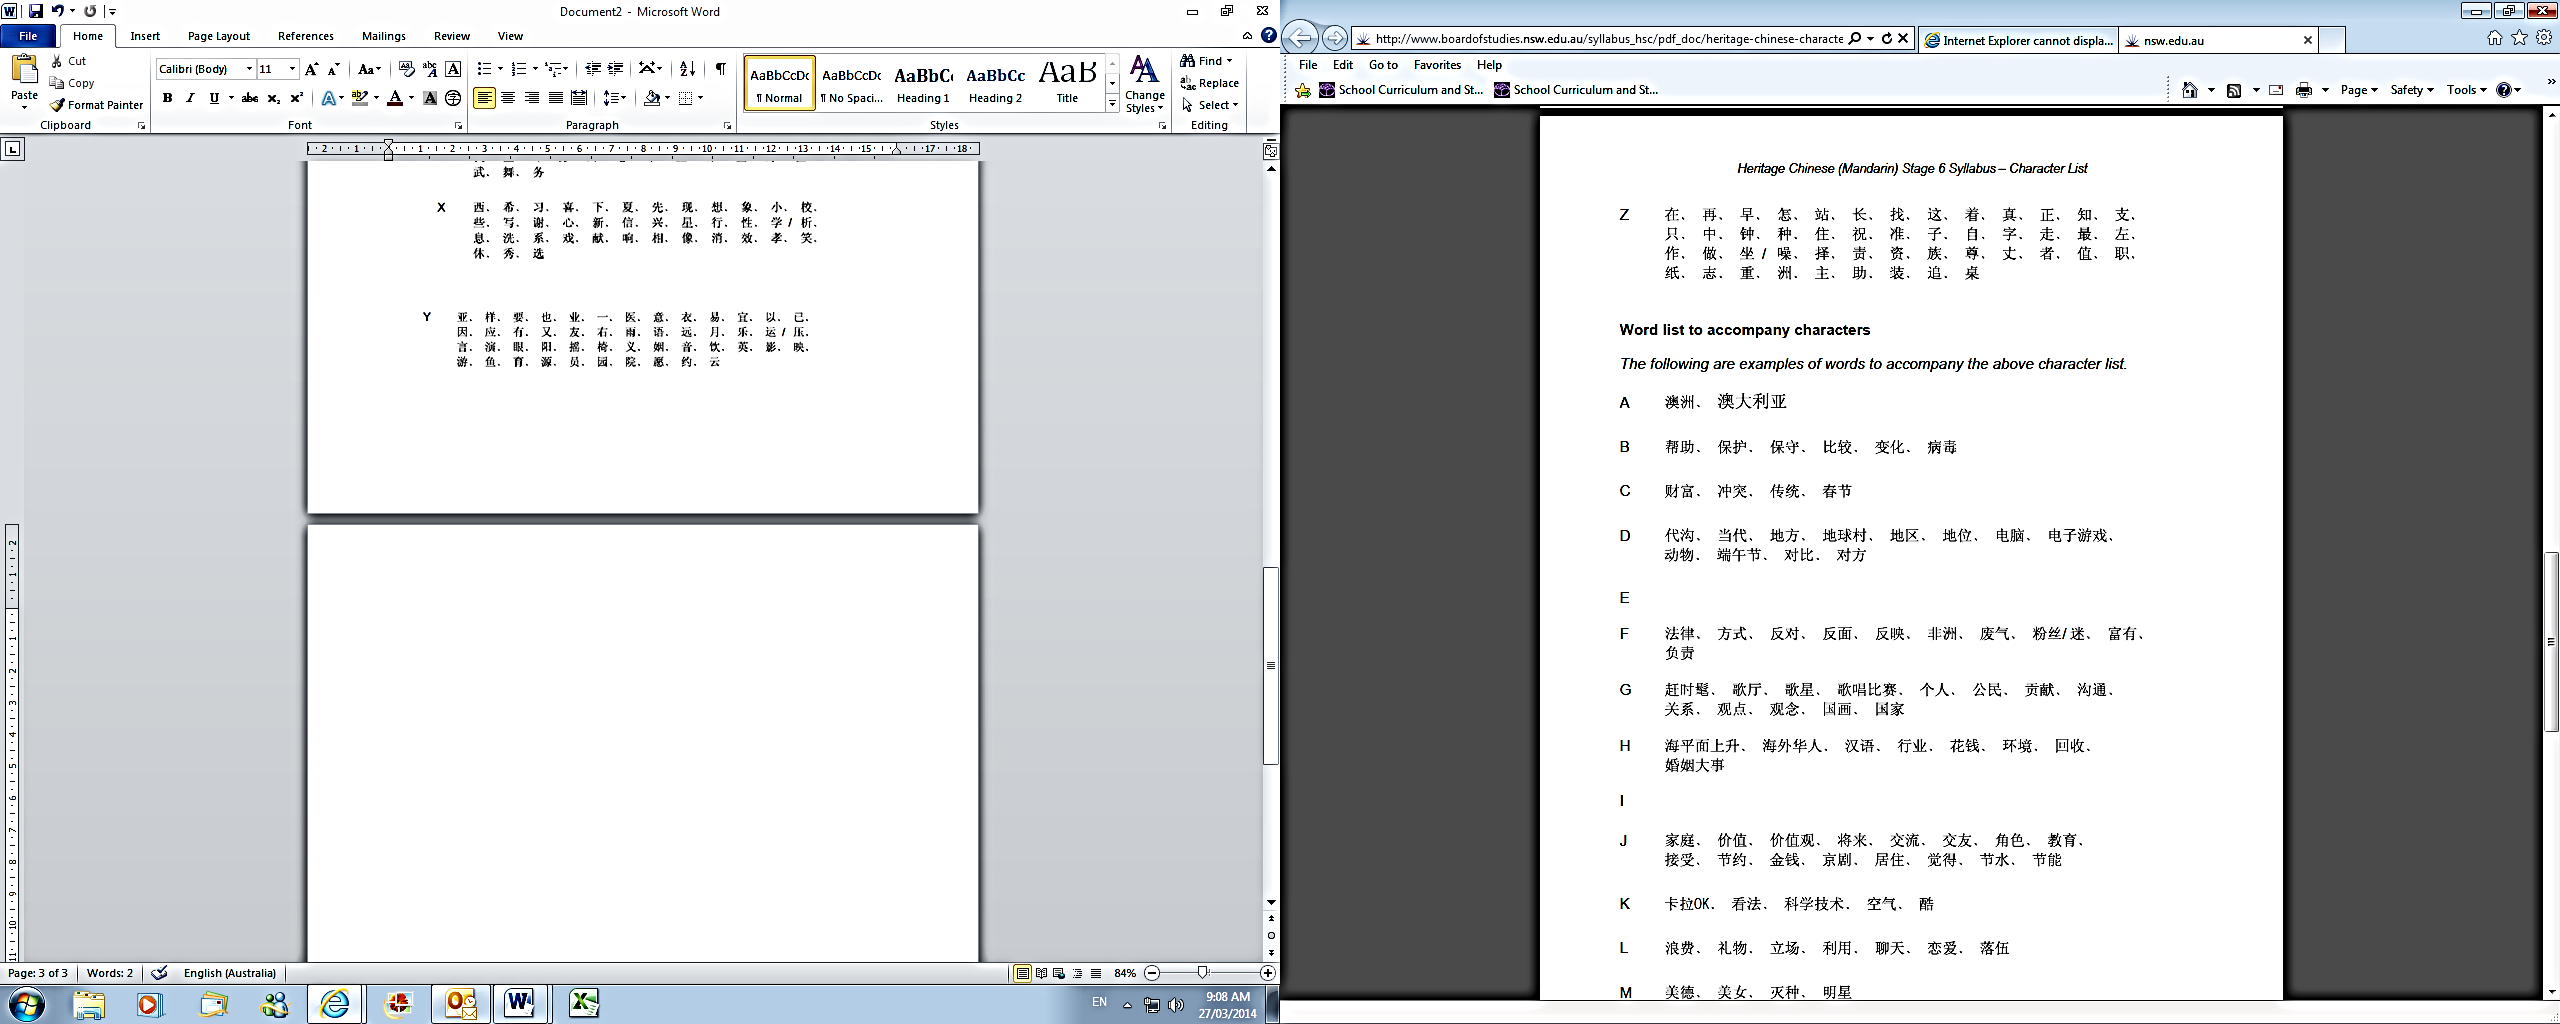 Document2 - Microsoft Word
File Home Insert Page Layout References Mailings Review View
Paste
Cut
Copy
Format Painter
Clipboard
Calibri (Body) 11
Font
Paragraph
AaBbCcDc AaBbCcDc AaBbC AaBbCc AaB
¶ Normal ¶ No Spaci... Heading 1 Heading 2 Title
Change Styles
Styles
Find
Replace
Select
Editing
武、 舞、 务
X 西、 希、 习、 喜、 下、 夏、 先、 现、 想、 象、 小、 校、
些、 写、 谢、 心、 新、 信、 兴、 星、 行、 性、 学 / 析、
息、 洗、 系、 戏、 献、 响、 相、 像、 消、 效、 孝、 笑、
休、 秀、 选
Y 亚、 样、 要、 也、 业、 一、 医、 意、 衣、 易、 宜、 以、 已、
因、 应、 有、 又、 友、 右、 雨、 语、 远、 月、 乐、 运 / 压、
言、 演、 眼、 阳、 摇、 椅、 义、 姻、 音、 饮、 英、 影、 映、
游、 鱼、 育、 源、 员、 园、 院、 愿、 约、 云
Page: 3 of 3 Words: 2 English (Australia) 84%
EN 9:08 AM
27/03/2014
http://www.boardofstudies.nsw.edu.au/syllabus_hsc/pdf_doc/heritage-chinese-characte
Internet Explorer cannot displa...
nsw.edu.au
File Edit Go to Favorites Help
School Curriculum and St... School Curriculum and St...
Page Safety Tools
Heritage Chinese (Mandarin) Stage 6 Syllabus – Character List
Z 在、 再、 早、 怎、 站、 长、 找、 这、 着、 真、 正、 知、 支、
只、 中、 钟、 种、 住、 祝、 准、 子、 自、 字、 走、 最、 左、
作、 做、 坐 / 噪、 择、 责、 资、 族、 尊、 丈、 者、 值、 职、
纸、 志、 重、 洲、 主、 助、 装、 追、 桌
Word list to accompany characters
The following are examples of words to accompany the above character list.
A 澳洲、 澳大利亚
B 帮助、 保护、 保守、 比较、 变化、 病毒
C 财富、 冲突、 传统、 春节
D 代沟、 当代、 地方、 地球村、 地区、 地位、 电脑、 电子游戏、
动物、 端午节、 对比、 对方
E
F 法律、 方式、 反对、 反面、 反映、 非洲、 废气、 粉丝/迷、 富有、
负责
G 赶时髦、 歌厅、 歌星、 歌唱比赛、 个人、 公民、 贡献、 沟通、
关系、 观点、 观念、 国画、 国家
H 海平面上升、 海外华人、 汉语、 行业、 花钱、 环境、 回收、
婚姻大事
I
J 家庭、 价值、 价值观、 将来、 交流、 交友、 角色、 教育、
接受、 节约、 金钱、 京剧、 居住、 觉得、 节水、 节能
K 卡拉OK、 看法、 科学技术、 空气、 酷
L 浪费、 礼物、 立场、 利用、 聊天、 恋爱、 落伍
M 美德、 美女、 灭种、 明星